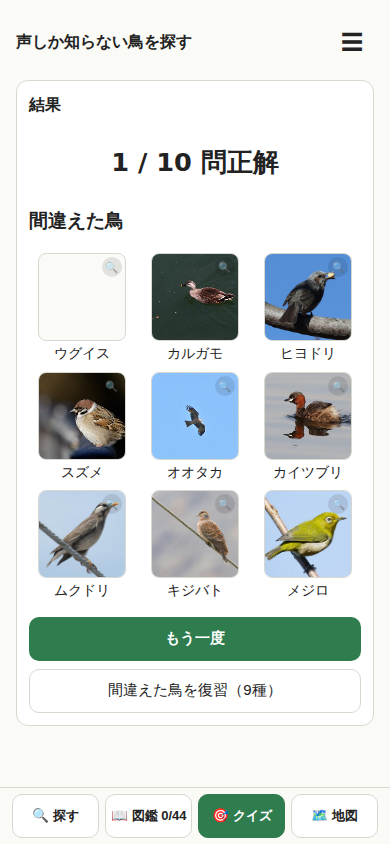 声しか知らない鳥を探す
結果
1 / 10 問正解
間違えた鳥
ウグイス
カルガモ
ヒヨドリ
スズメ
オオタカ
カイツブリ
ムクドリ
キジバト
メジロ
もう一度
間違えた鳥を復習（9種）
探す
図鑑 0/44
クイズ
地図